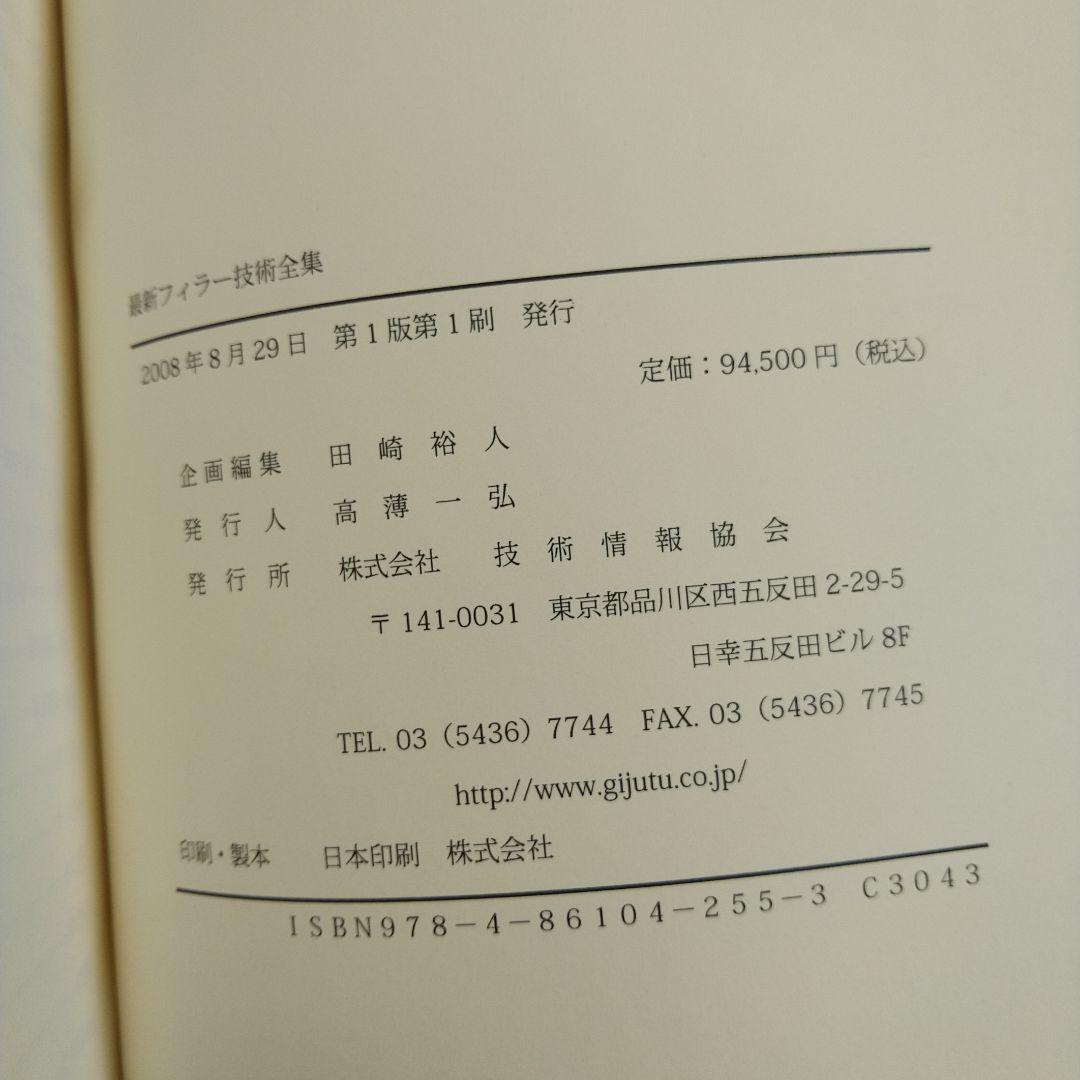 最新フィラー技術全集
2008年8月29日　第1版第1刷　発行
定価：94,500円（税込）
企画編集　田崎裕人
発行人　高薄一弘
発行所　株式会社　技術情報協会
〒141-0031　東京都品川区西五反田2-29-5
日幸五反田ビル8F
TEL. 03（5436）7744　FAX. 03（5436）7745
http://www.gijutu.co.jp/
印刷・製本　日本印刷　株式会社
ISBN978－4－86104－255－3　C3043